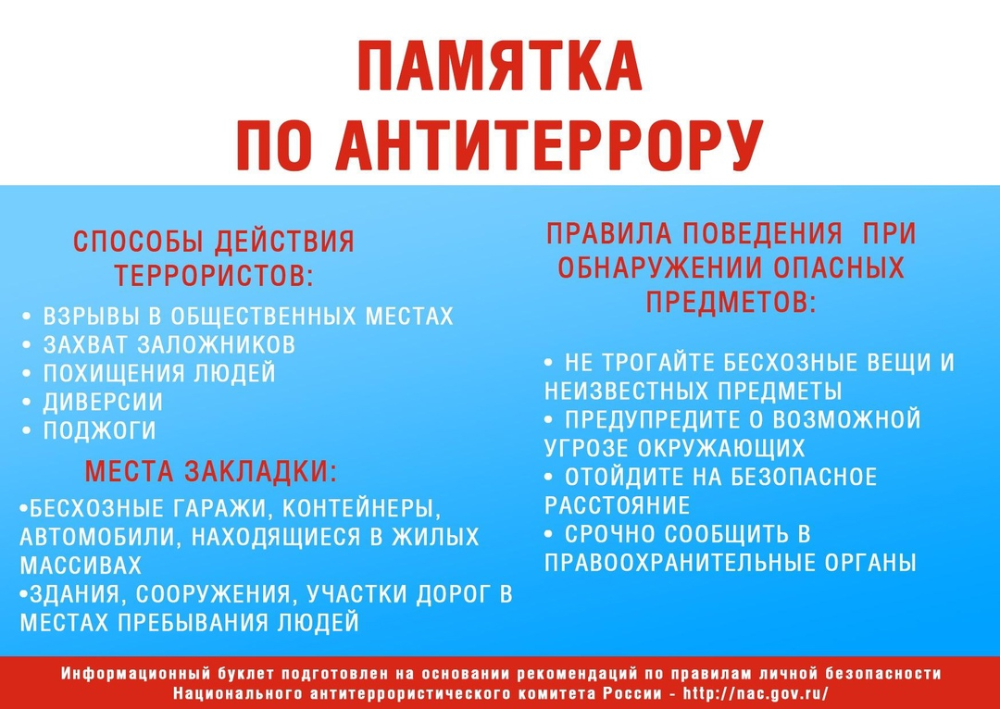 ПАМЯТКА
ПО АНТИТЕРРОРУ
СПОСОБЫ ДЕЙСТВИЯ
ТЕРРОРИСТОВ:
• ВЗРЫВЫ В ОБЩЕСТВЕННЫХ МЕСТАХ
• ЗАХВАТ ЗАЛОЖНИКОВ
• ПОХИЩЕНИЯ ЛЮДЕЙ
• ДИВЕРСИИ
• ПОДЖОГИ
МЕСТА ЗАКЛАДКИ:
•БЕСХОЗНЫЕ ГАРАЖИ, КОНТЕЙНЕРЫ,
АВТОМОБИЛИ, НАХОДЯЩИЕСЯ В ЖИЛЫХ
МАССИВАХ
•ЗДАНИЯ, СООРУЖЕНИЯ, УЧАСТКИ ДОРОГ В
МЕСТАХ ПРЕБЫВАНИЯ ЛЮДЕЙ
ПРАВИЛА ПОВЕДЕНИЯ ПРИ
ОБНАРУЖЕНИИ ОПАСНЫХ
ПРЕДМЕТОВ:
• НЕ ТРОГАЙТЕ БЕСХОЗНЫЕ ВЕЩИ И
НЕИЗВЕСТНЫХ ПРЕДМЕТЫ
• ПРЕДУПРЕДИТЕ О ВОЗМОЖНОЙ
УГРОЗЕ ОКРУЖАЮЩИХ
• ОТОЙДИТЕ НА БЕЗОПАСНОЕ
РАССТОЯНИЕ
• СРОЧНО СООБЩИТЬ В
ПРАВООХРАНИТЕЛЬНЫЕ ОРГАНЫ
Информационный буклет подготовлен на основании рекомендаций по правилам личной безопасности
Национального антитеррористического комитета России - http://nac.gov.ru/